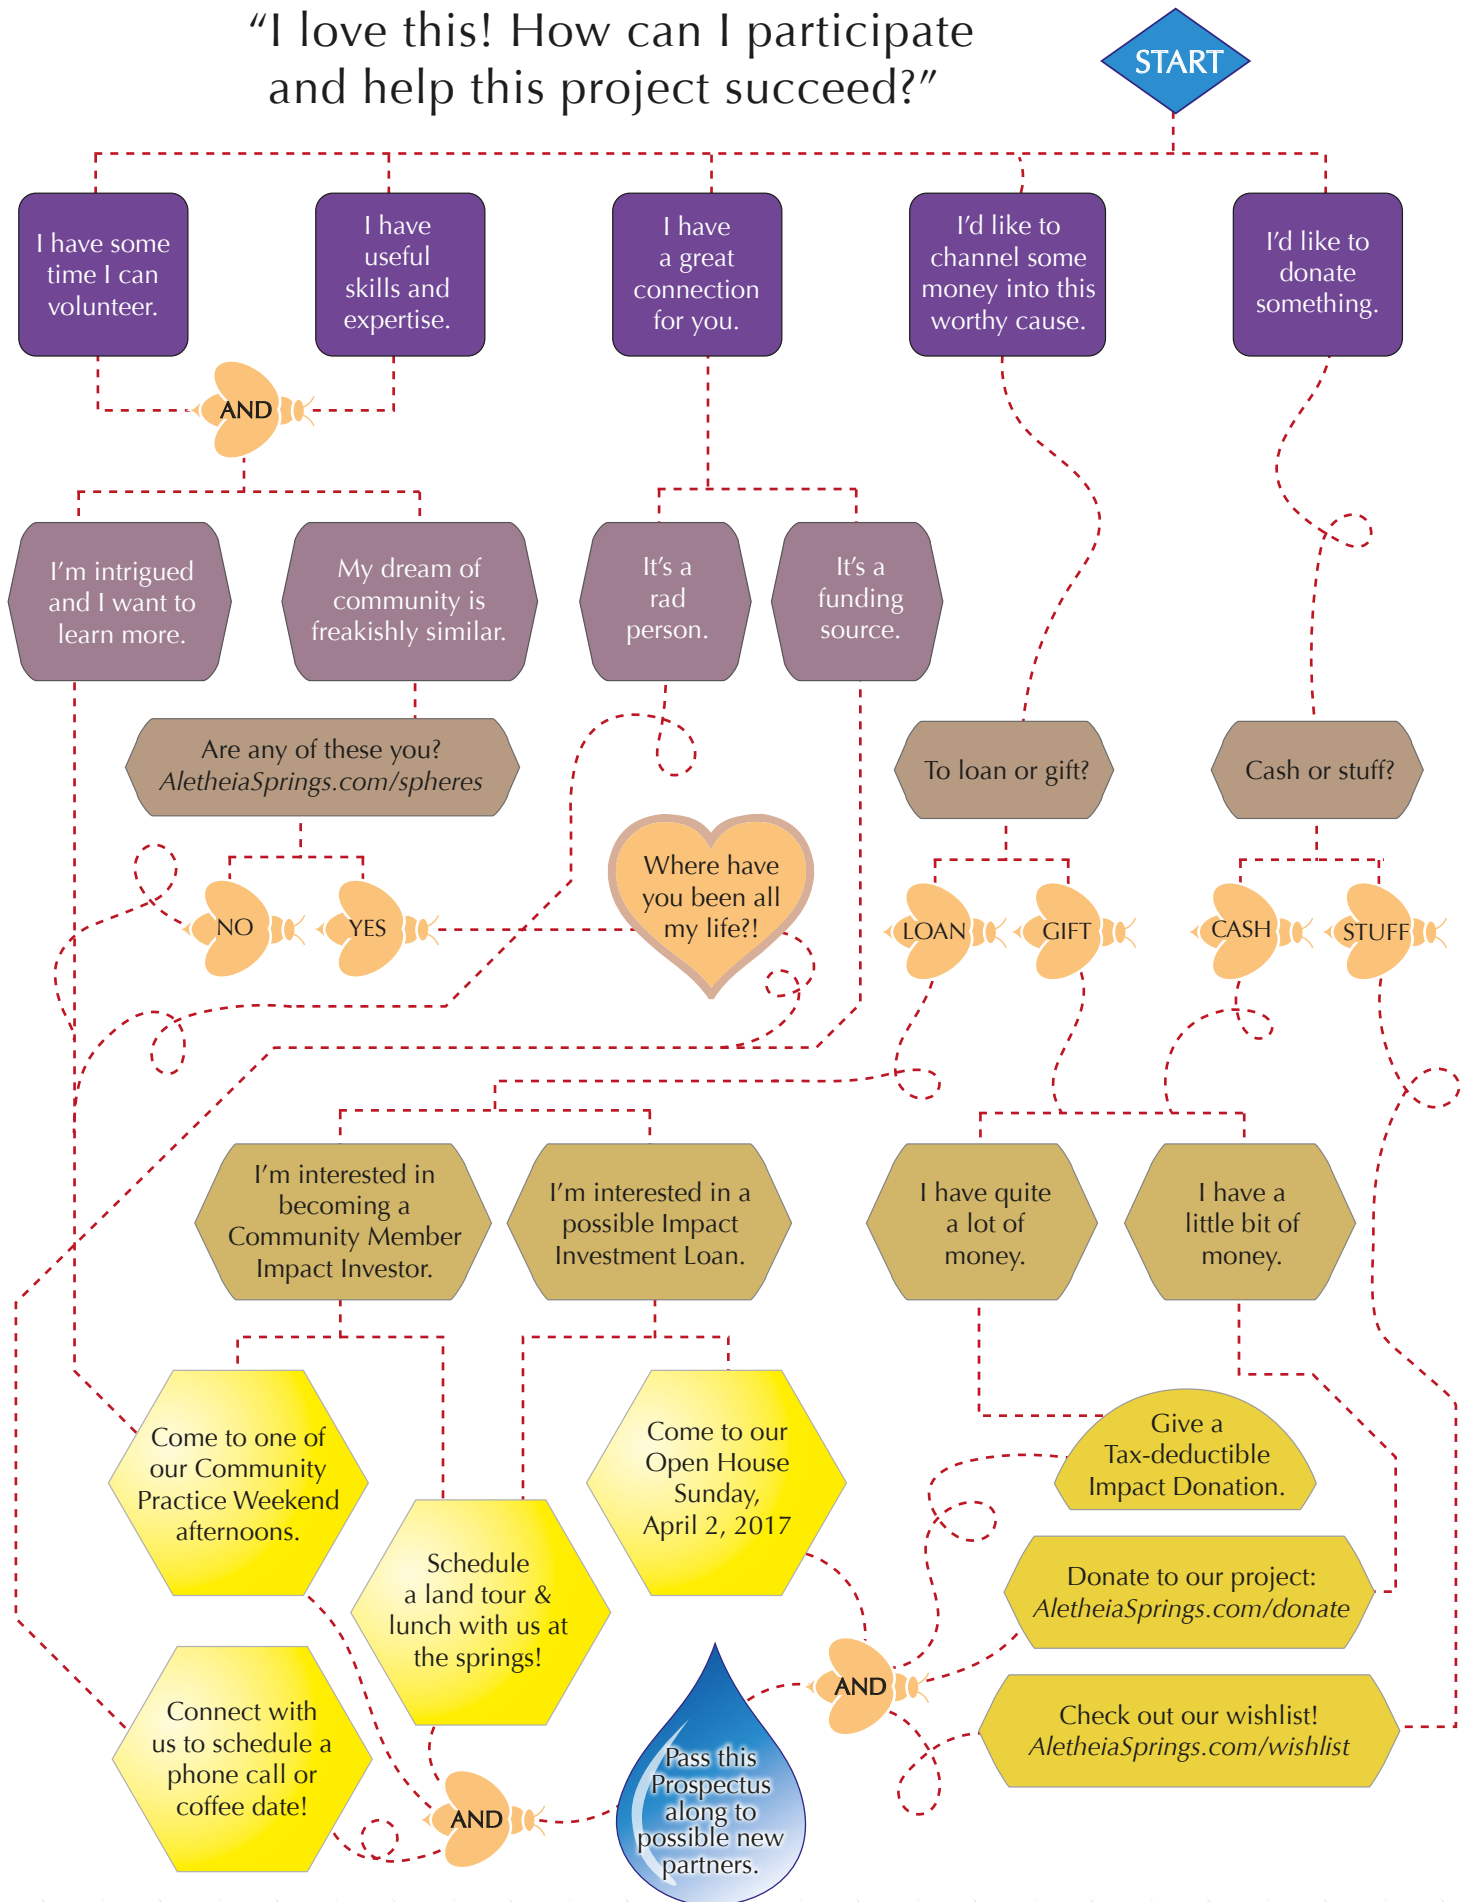 “I love this! How can I participate
and help this project succeed?”
START
I have some
time I can
volunteer.
I have
useful
skills and
expertise.
I have
a great
connection
for you.
I’d like to
channel some
money into this
worthy cause.
I’d like to
donate
something.
AND
I’m intrigued
and I want to
learn more.
My dream of
community is
freakishly similar.
It’s a
rad
person.
It’s a
funding
source.
Are any of these you?
AletheiaSprings.com/spheres
To loan or gift?
Cash or stuff?
Where have
you been all
my life?!
NO
YES
LOAN
GIFT
CASH
STUFF
I’m interested in
becoming a
Community Member
Impact Investor.
I’m interested in a
possible Impact
Investment Loan.
I have quite
a lot of
money.
I have a
little bit of
money.
Come to one of
our Community
Practice Weekend
afternoons.
Schedule
a land tour &
lunch with us at
the springs!
Come to our
Open House
Sunday,
April 2, 2017
Give a
Tax-deductible
Impact Donation.
Donate to our project:
AletheiaSprings.com/donate
AND
Check out our wishlist!
AletheiaSprings.com/wishlist
Connect with
us to schedule a
phone call or
coffee date!
AND
Pass this
Prospectus
along to
possible new
partners.